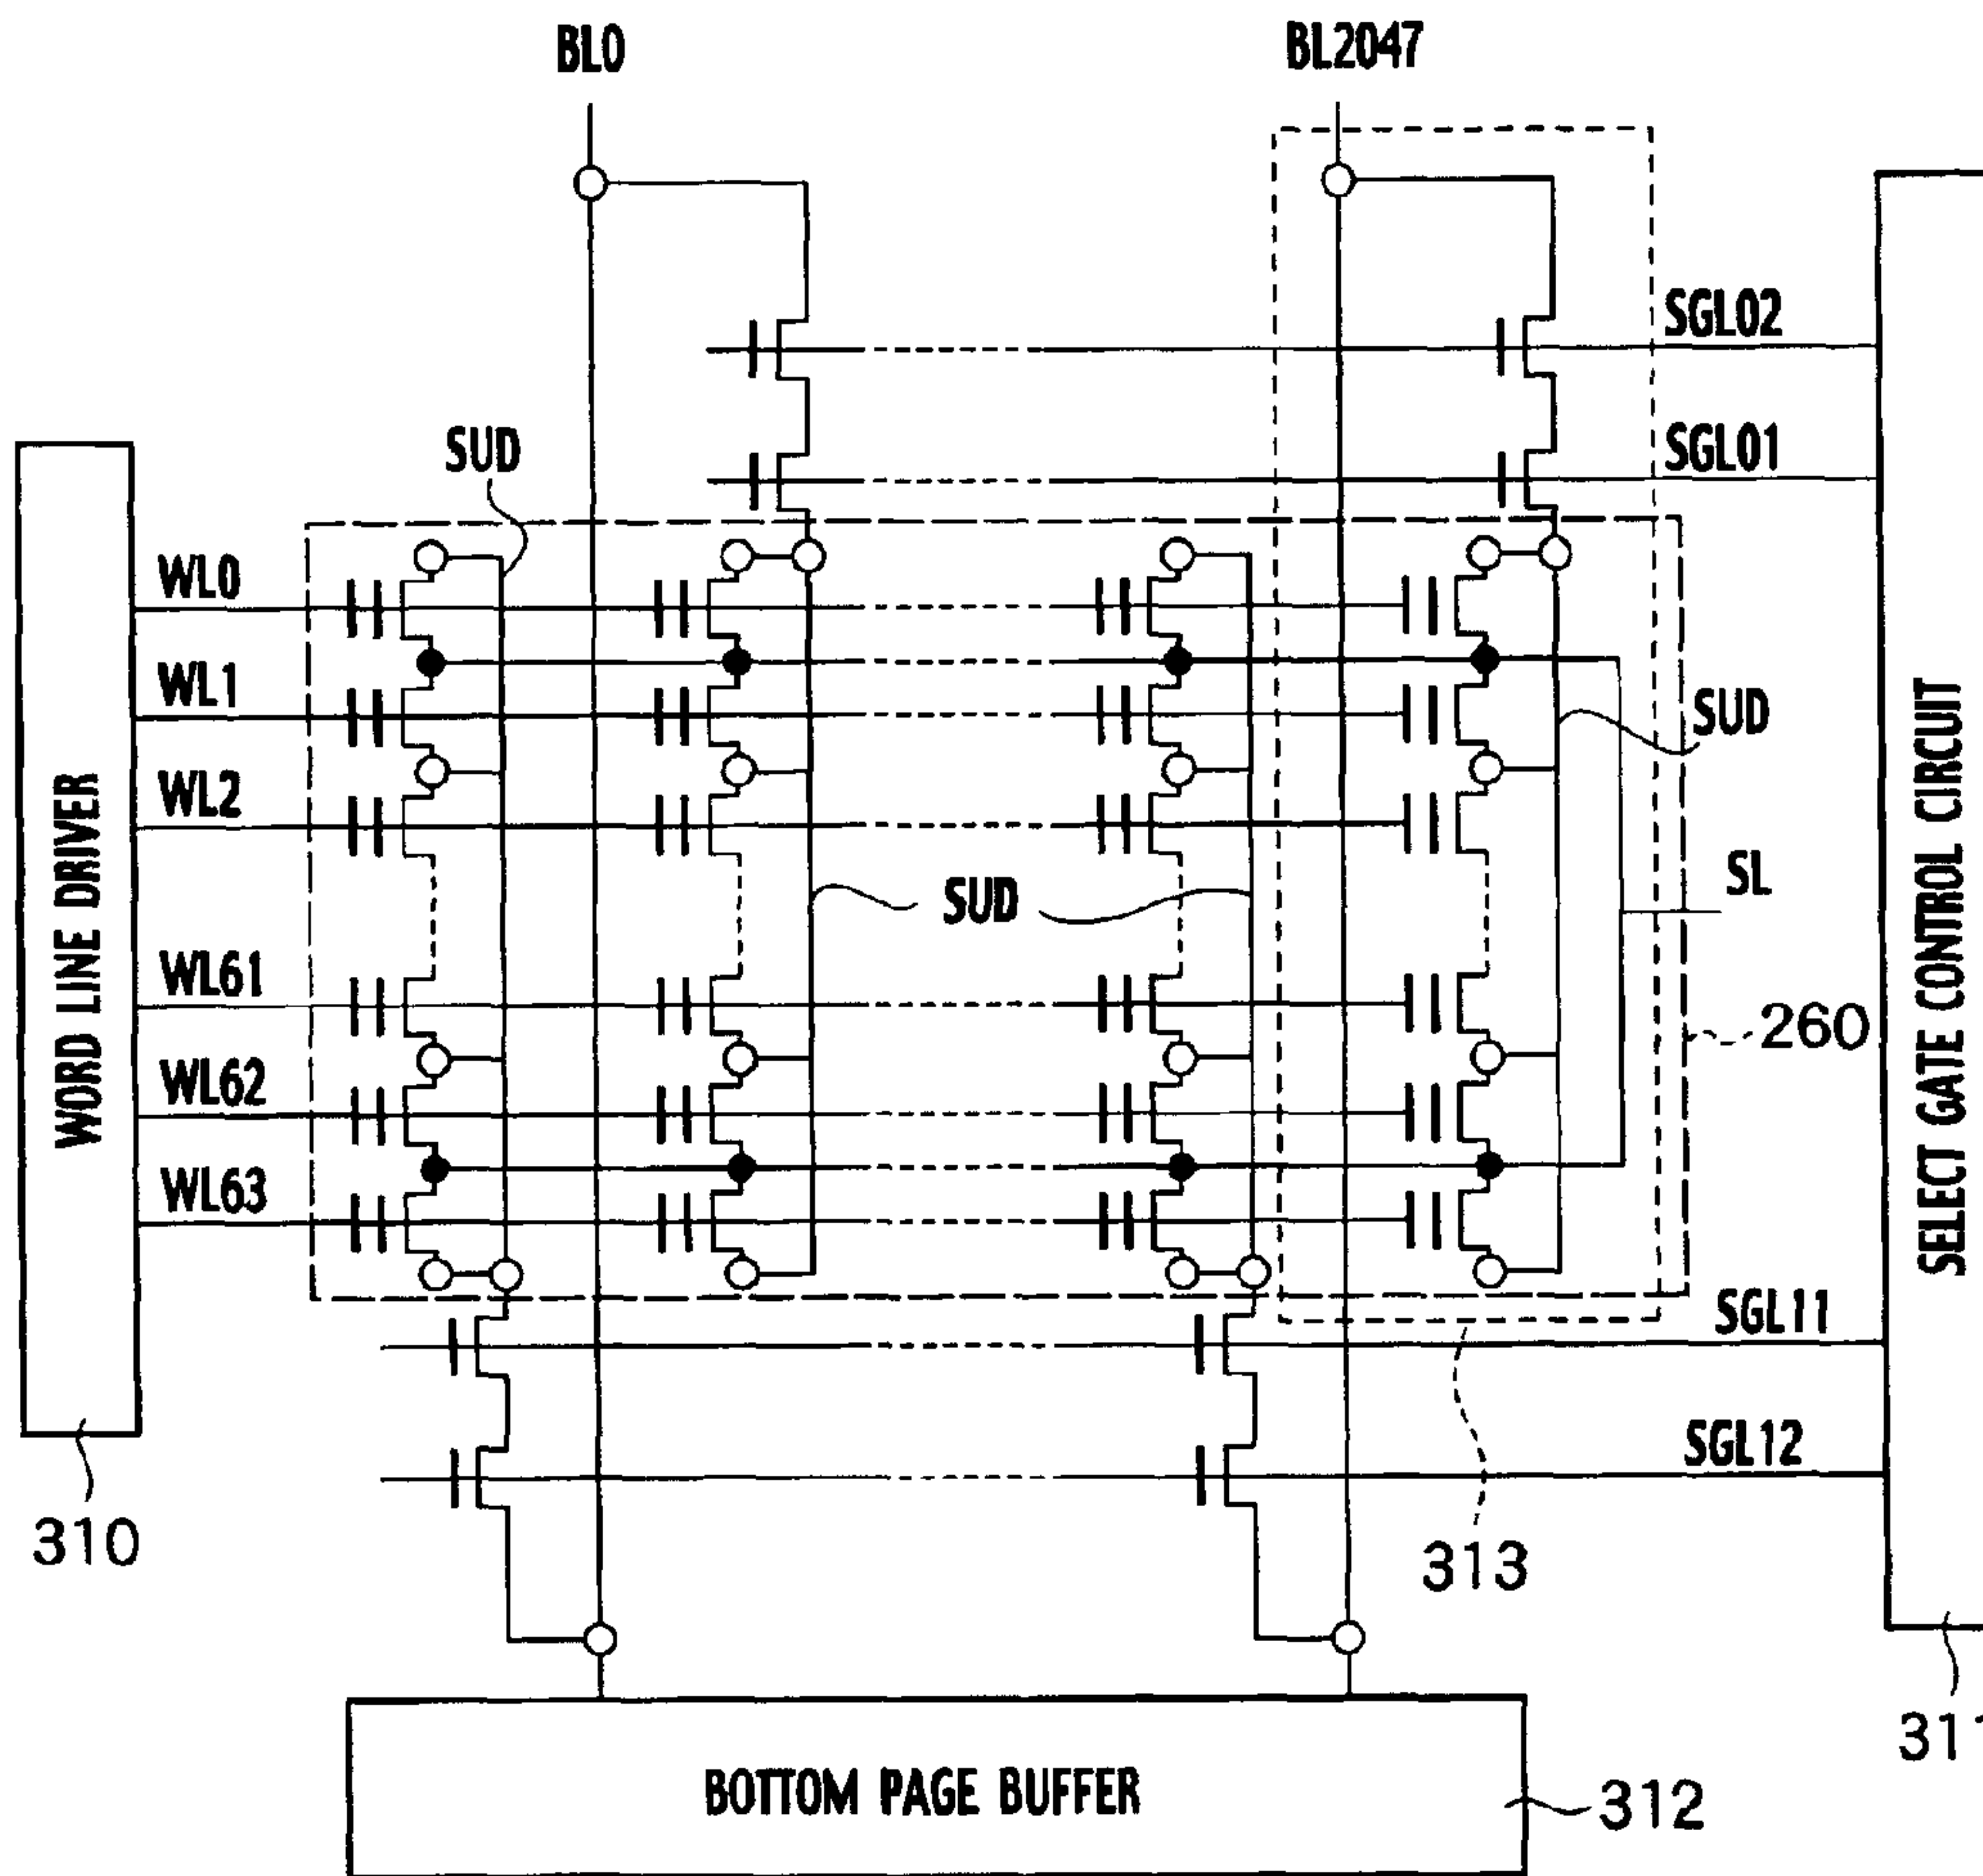 BL0
BL2047
SGL02
SUD
SGL01
WL0
WL1
SUD
WL2
SL
SUD
WL61
260
WL62
WL63
WORD LINE DRIVER
SELECT GATE CONTROL CIRCUIT
SGL11
SGL12
310
313
BOTTOM PAGE BUFFER
312